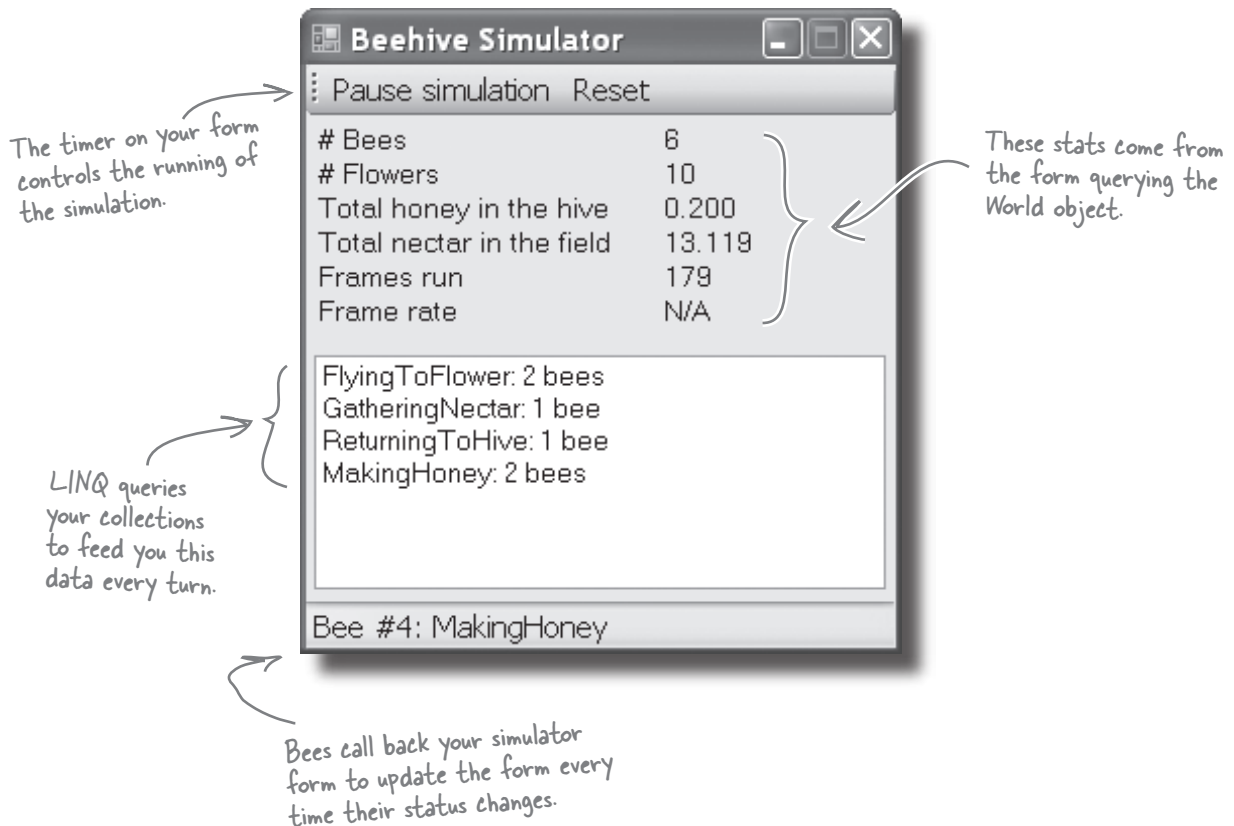 Beehive Simulator
Pause simulation Reset
The timer on your form
controls the running of
the simulation.
# Bees 6
# Flowers 10
Total honey in the hive 0.200
Total nectar in the field 13.119
Frames run 179
Frame rate N/A
These stats come from
the form querying the
World object.
FlyingToFlower: 2 bees
GatheringNectar: 1 bee
ReturningToHive: 1 bee
MakingHoney: 2 bees
LINQ queries
your collections
to feed you this
data every turn.
Bee #4: MakingHoney
Bees call back your simulator
form to update the form every
time their status changes.